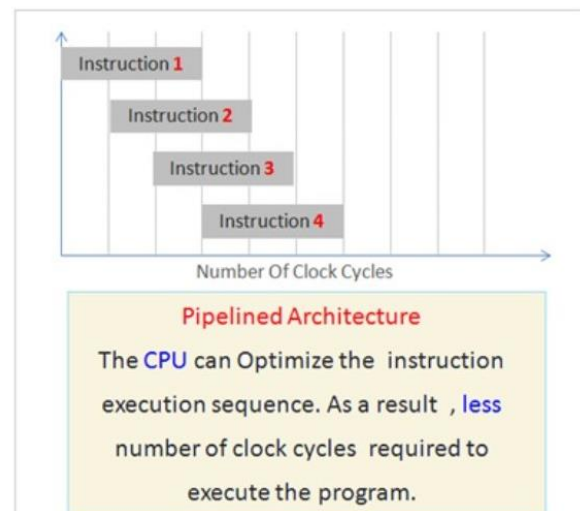 Instruction 1
Instruction 2
Instruction 3
Instruction 4
Number Of Clock Cycles
Pipelined Architecture
The CPU can Optimize the instruction
execution sequence. As a result , less
number of clock cycles required to
execute the program.